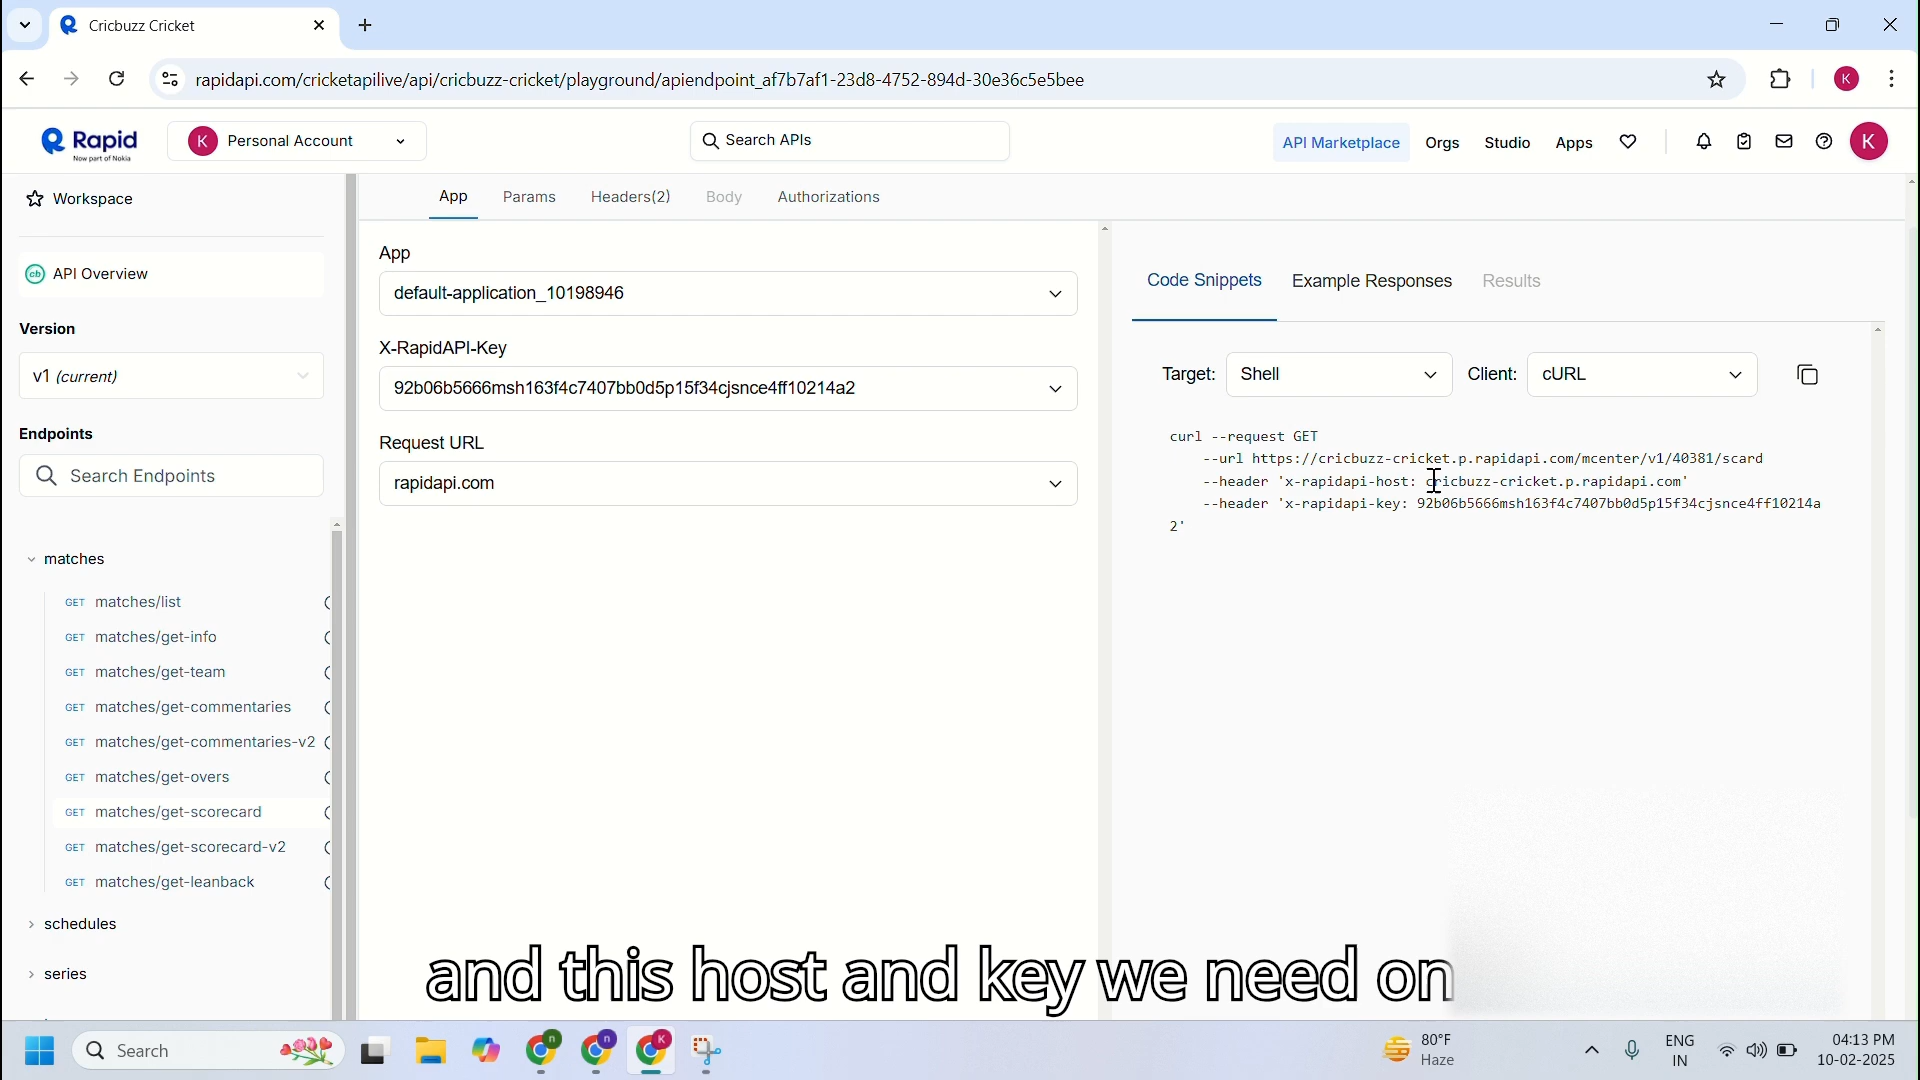 Cricbuzz Cricket
rapidapi.com/cricketapilive/api/cricbuzz-cricket/playground/apiendpoint_af7b7af1-23d8-4752-894d-30e36c5e5bee
K
Rapid
Now part of Nokia
K Personal Account
Search APIs
API Marketplace Orgs Studio Apps
K
Workspace
cb API Overview
Version
v1 (current)
Endpoints
Search Endpoints
matches
GET matches/list
GET matches/get-info
GET matches/get-team
GET matches/get-commentaries
GET matches/get-commentaries-v2
GET matches/get-overs
GET matches/get-scorecard
GET matches/get-scorecard-v2
GET matches/get-leanback
schedules
series
App Params Headers(2) Body Authorizations
App
default-application_10198946
X-RapidAPI-Key
92b06b5666msh163f4c7407bb0d5p15f34cjsnce4ff10214a2
Request URL
rapidapi.com
Code Snippets Example Responses Results
Target: Shell Client: cURL
curl --request GET
--url https://cricbuzz-cricket.p.rapidapi.com/mcenter/v1/40381/scard
--header 'x-rapidapi-host: cricbuzz-cricket.p.rapidapi.com'
--header 'x-rapidapi-key: 92b06b5666msh163f4c7407bb0d5p15f34cjsnce4ff10214a
2'
and this host and key we need on
Search
n
n
K
80°F
Haze
ENG
IN
04:13 PM
10-02-2025